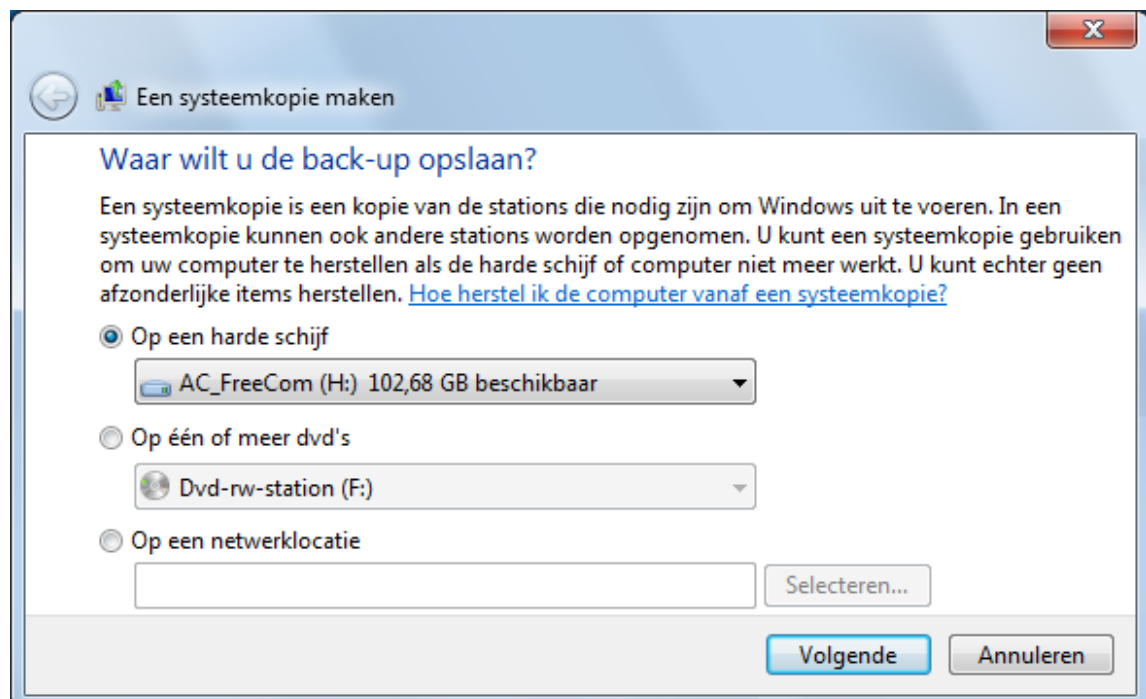 Een systeemkopie maken
Waar wilt u de back-up opslaan?
Een systeemkopie is een kopie van de stations die nodig zijn om Windows uit te voeren. In een
systeemkopie kunnen ook andere stations worden opgenomen. U kunt een systeemkopie gebruiken
om uw computer te herstellen als de harde schijf of computer niet meer werkt. U kunt echter geen
afzonderlijke items herstellen. Hoe herstel ik de computer vanaf een systeemkopie?
Op een harde schijf
AC_FreeCom (H:) 102,68 GB beschikbaar
Op één of meer dvd's
Dvd-rw-station (F:)
Op een netwerklocatie
Selecteren...
Volgende Annuleren